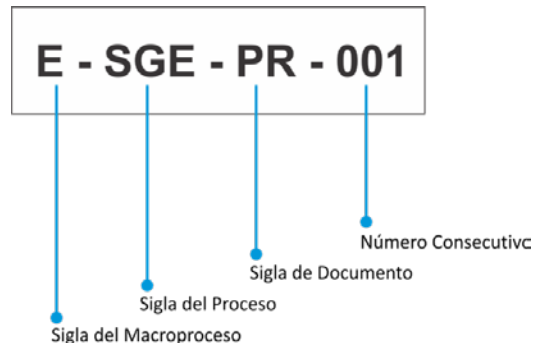 E - SGE - PR - 001
Número Consecutivo
Sigla de Documento
Sigla del Proceso
Sigla del Macroproceso